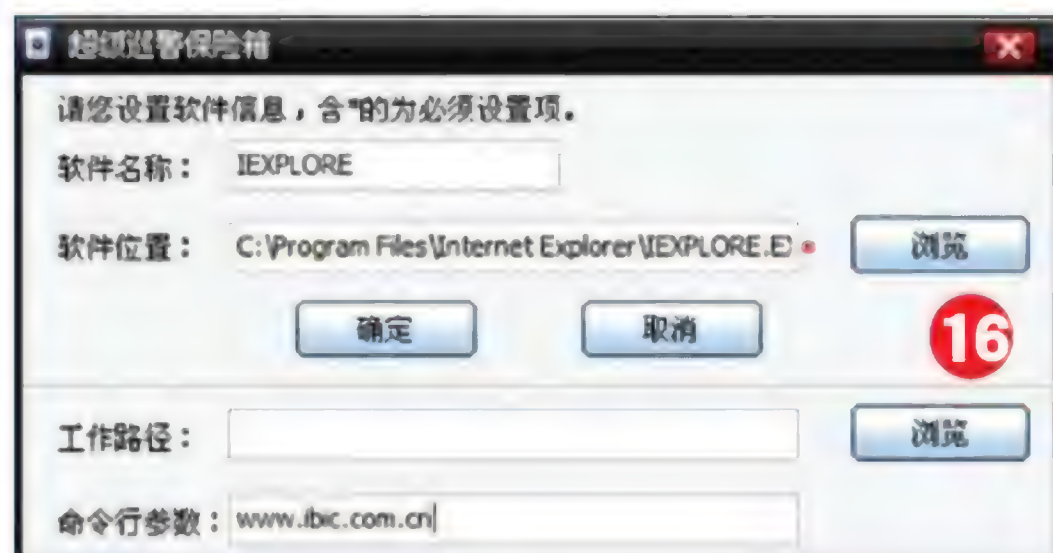 超级巡警保险箱
请您设置软件信息，含*的为必须设置项。
软件名称： IEXPLORE
软件位置： C:\Program Files\Internet Explorer\IEXPLORE.EX * 浏览
确定 取消
16
工作路径： 浏览
命令行参数： www.ibic.com.cn